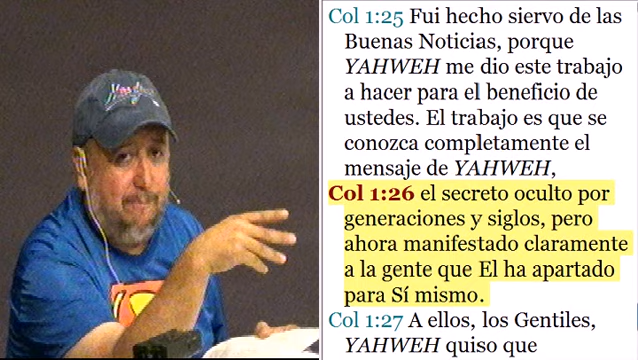 Col 1:25 Fui hecho siervo de las
Buenas Noticias, porque
YAHWEH me dio este trabajo
a hacer para el beneficio de
ustedes. El trabajo es que se
conozca completamente el
mensaje de YAHWEH,
Col 1:26 el secreto oculto por
generaciones y siglos, pero
ahora manifestado claramente
a la gente que El ha apartado
para Sí mismo.
Col 1:27 A ellos, los Gentiles,
YAHWEH quiso que